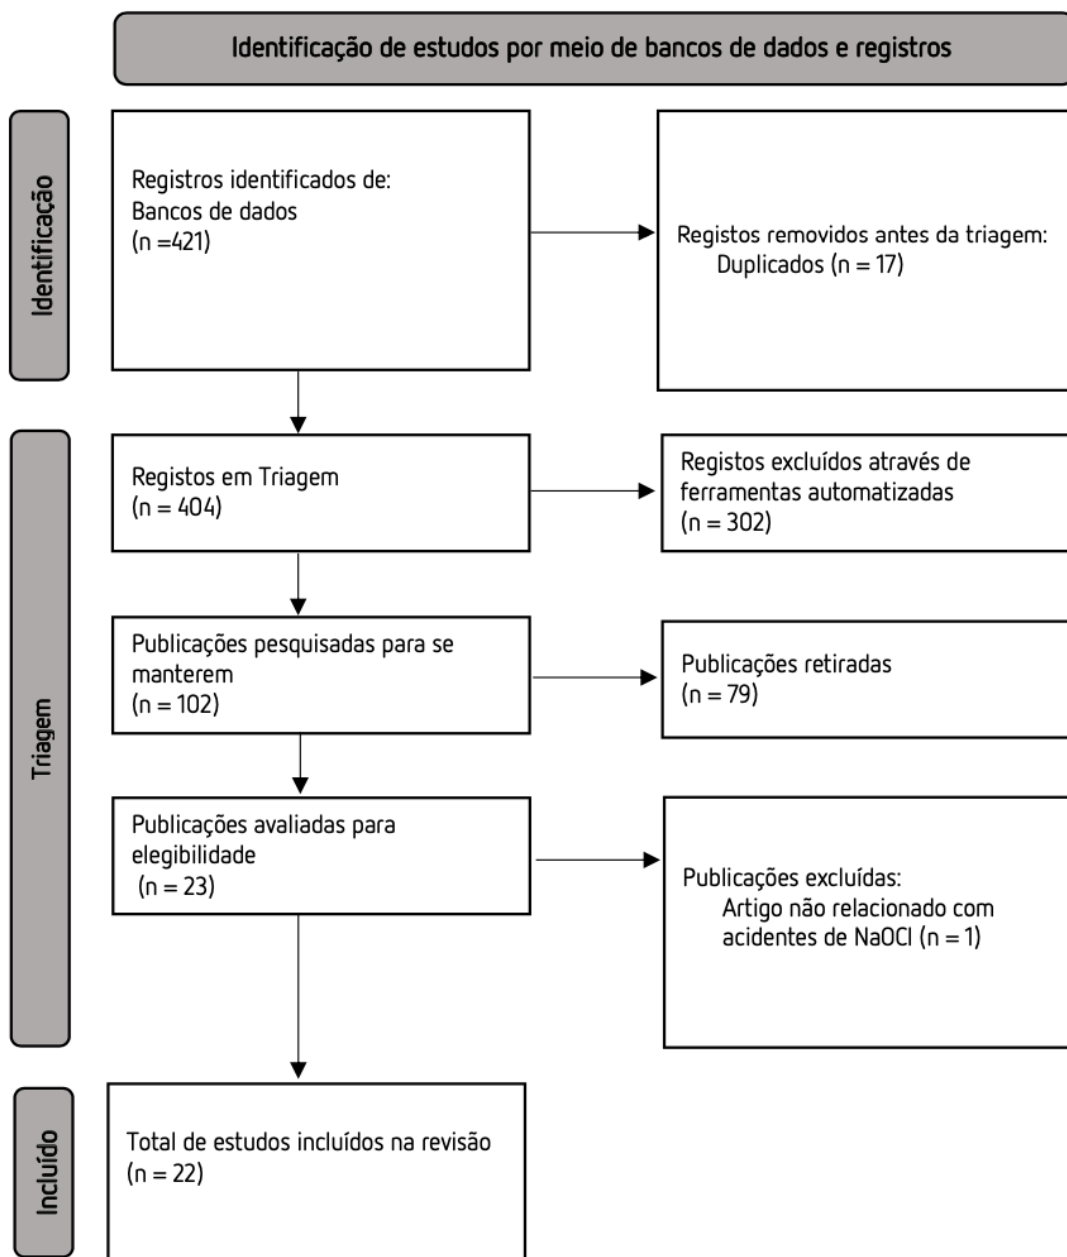 Identificação de estudos por meio de bancos de dados e registros
Identificação
Registros identificados de:
Bancos de dados
(n =421)
Registos removidos antes da triagem:
Duplicados (n = 17)
Triagem
Registos em Triagem
(n = 404)
Registos excluídos através de
ferramentas automatizadas
(n = 302)
Publicações pesquisadas para se
manterem
(n = 102)
Publicações retiradas
(n = 79)
Publicações avaliadas para
elegibilidade
(n = 23)
Publicações excluídas:
Artigo não relacionado com
acidentes de NaOCl (n = 1)
Incluído
Total de estudos incluídos na revisão
(n = 22)